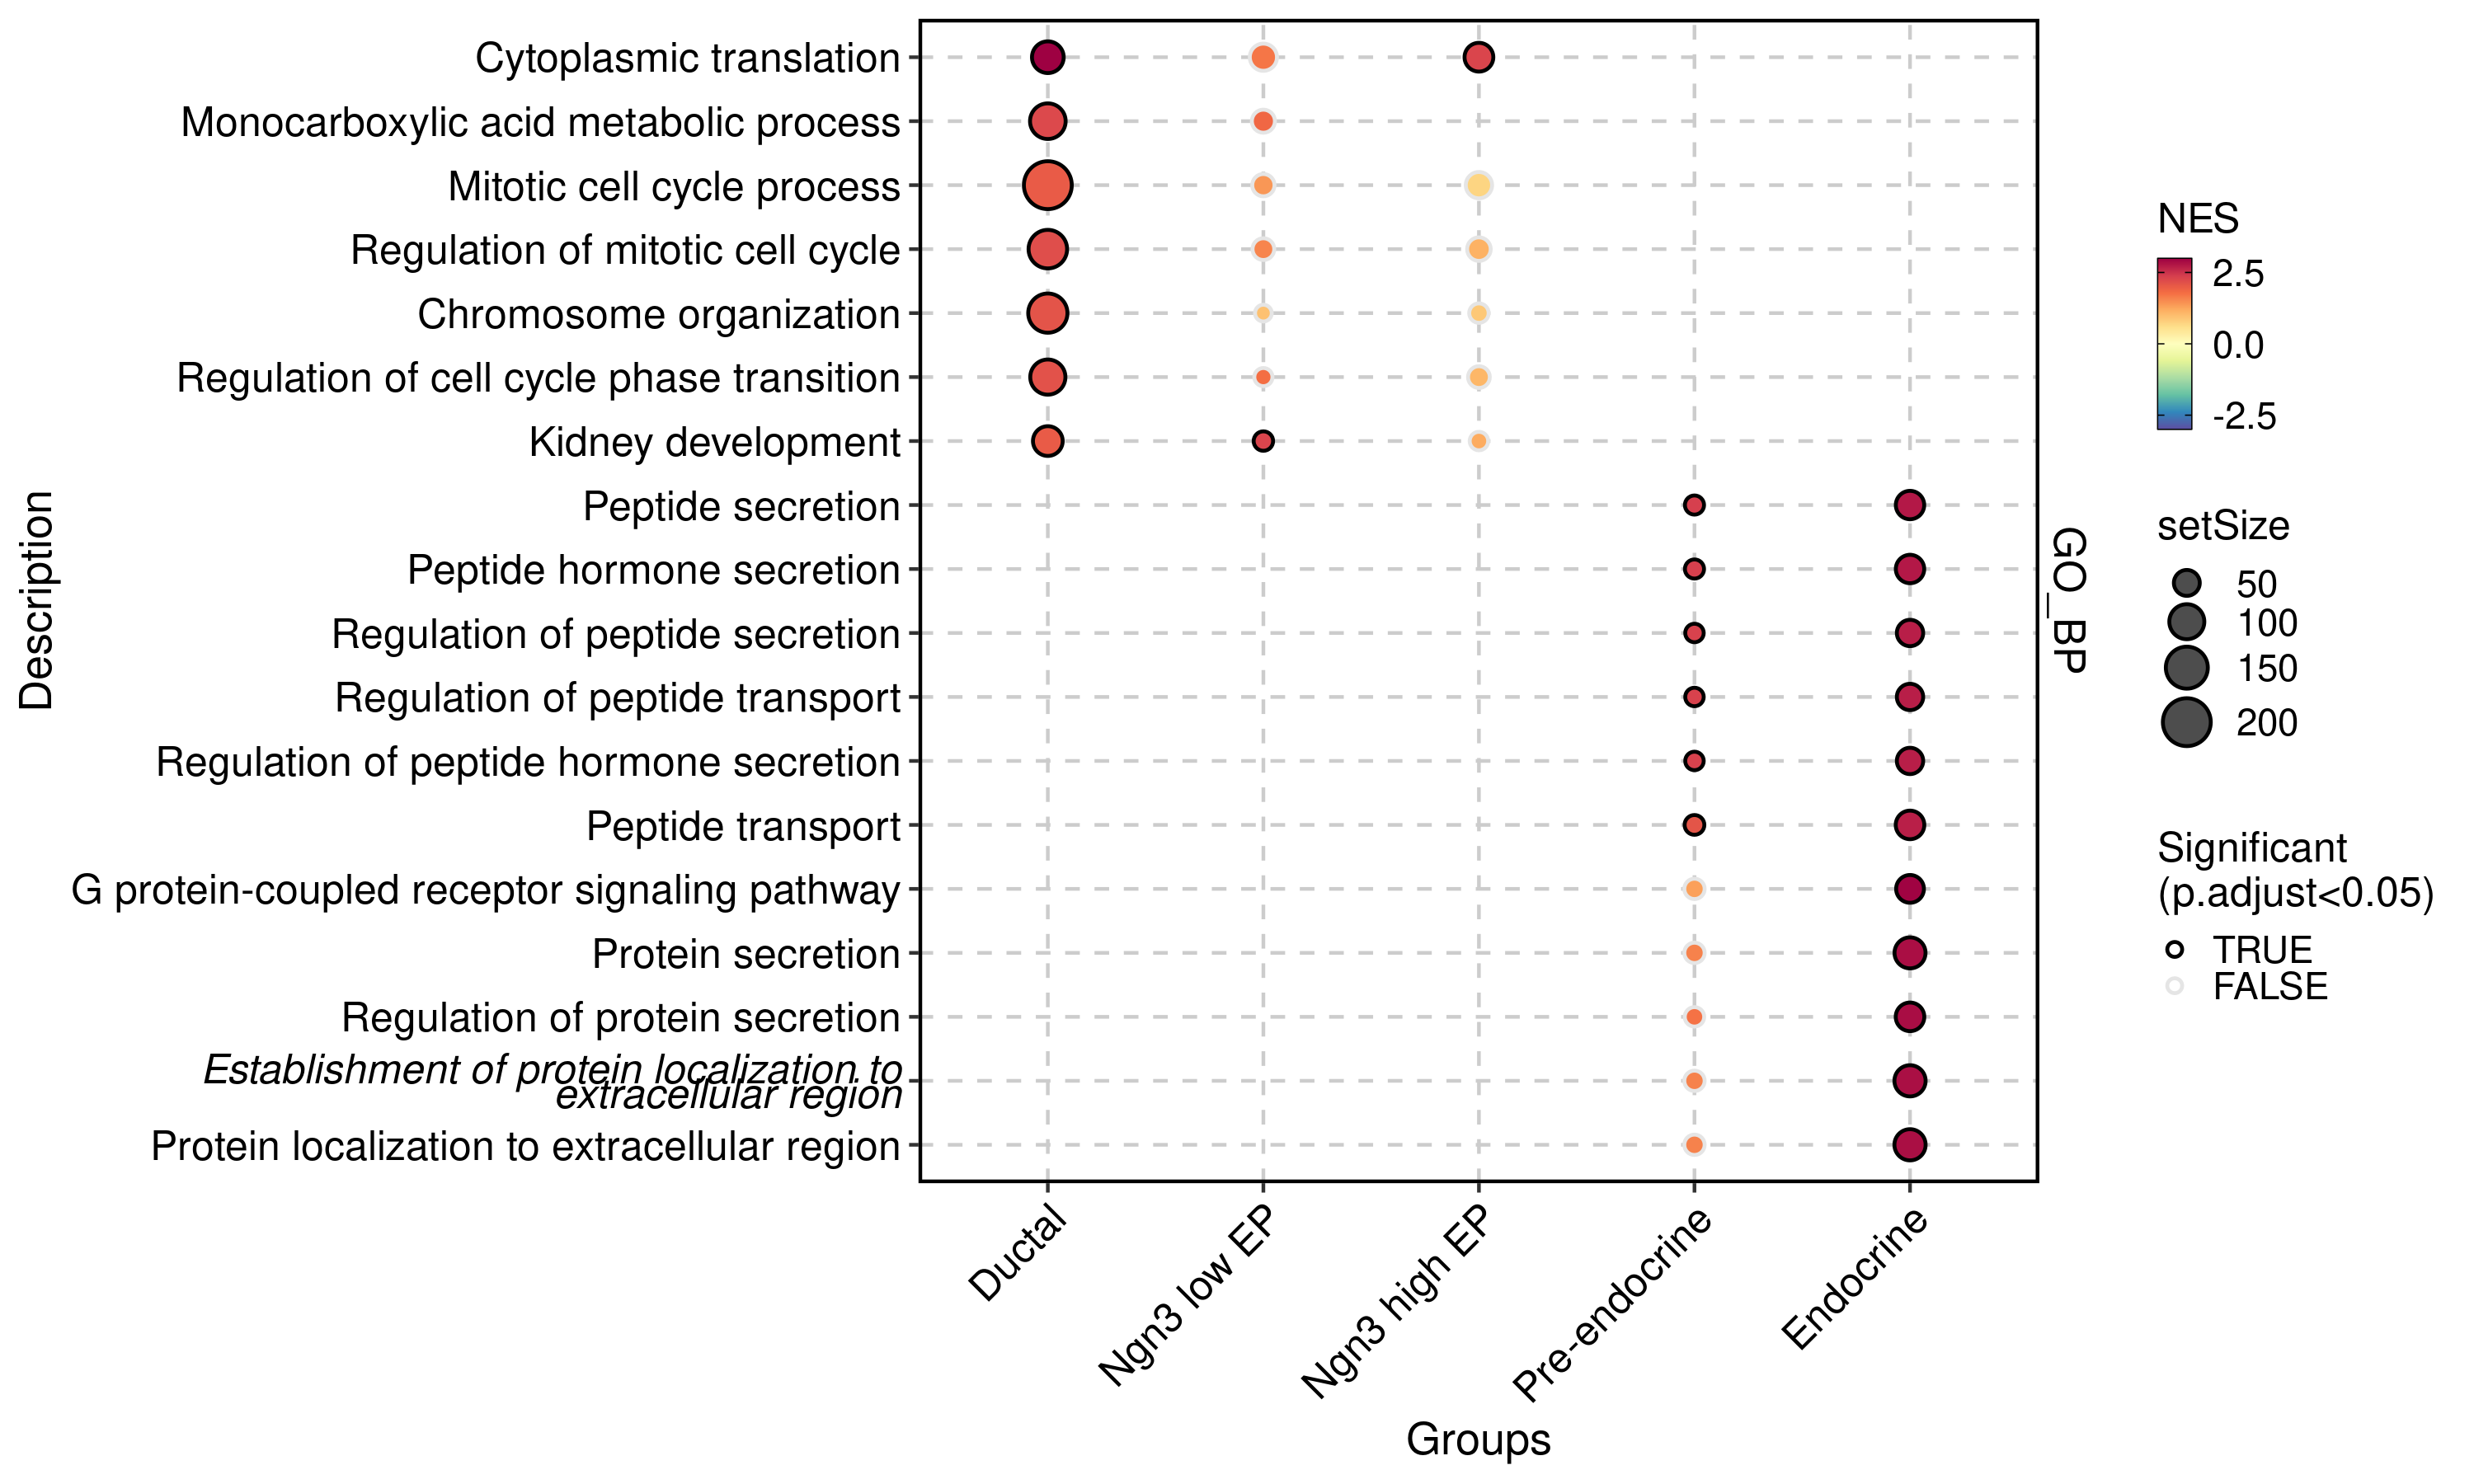 Cytoplasmic translation
Monocarboxylic acid metabolic process
Mitotic cell cycle process
Regulation of mitotic cell cycle
Chromosome organization
Regulation of cell cycle phase transition
Kidney development
Peptide secretion
Peptide hormone secretion
Regulation of peptide secretion
Regulation of peptide transport
Regulation of peptide hormone secretion
Peptide transport
G protein-coupled receptor signaling pathway
Protein secretion
Regulation of protein secretion
Establishment of protein localization to
extracellular region
Protein localization to extracellular region
Description
Ductal
Ngn3 low EP
Ngn3 high EP
Pre-endocrine
Endocrine
Groups
GO_BP
NES
2.5
0.0
-2.5
setSize
50
100
150
200
Significant
(p.adjust<0.05)
TRUE
FALSE